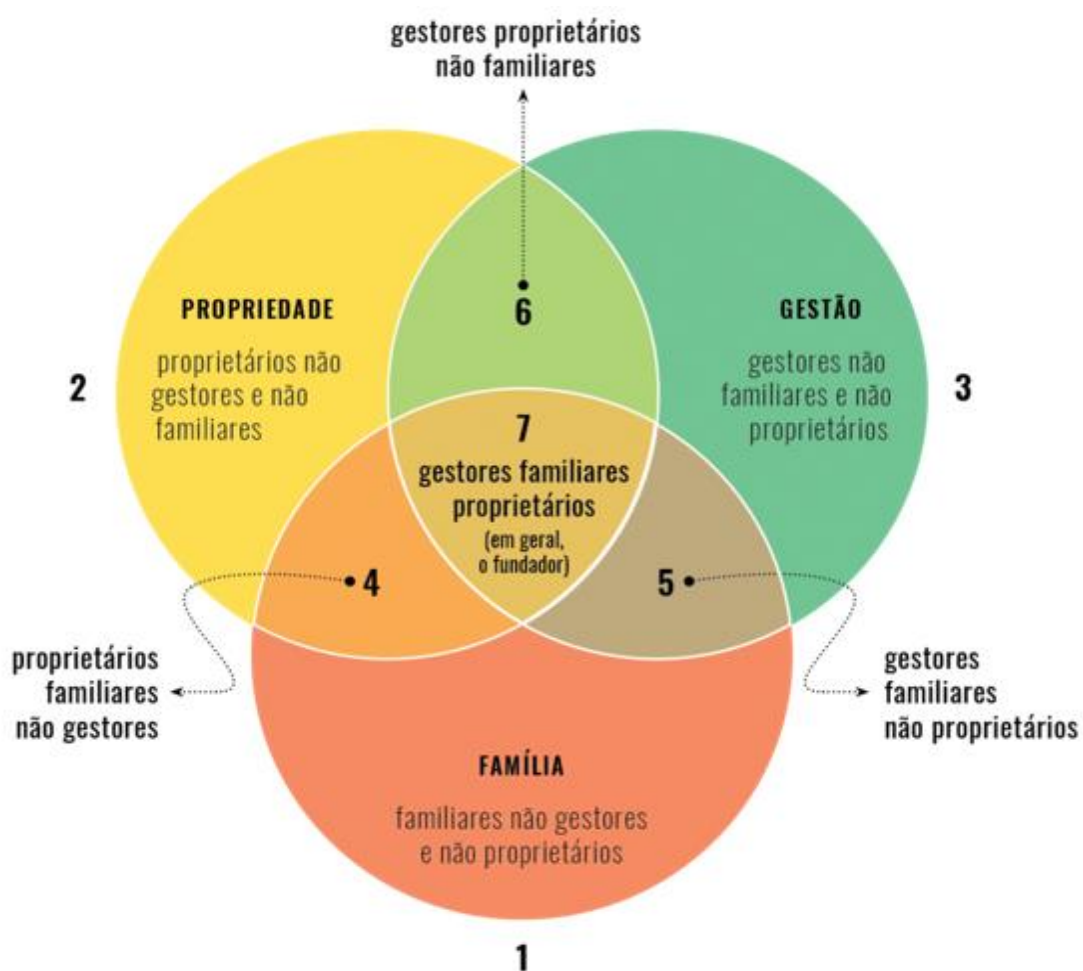 gestores proprietários
não familiares
PROPRIEDADE
proprietários não
gestores e não
familiares
2
6
GESTÃO
gestores não
familiares e não
proprietários
3
7
gestores familiares
proprietários
(em geral,
o fundador)
4
5
proprietários
familiares
não gestores
gestores
familiares
não proprietários
FAMÍLIA
familiares não gestores
e não proprietários
1